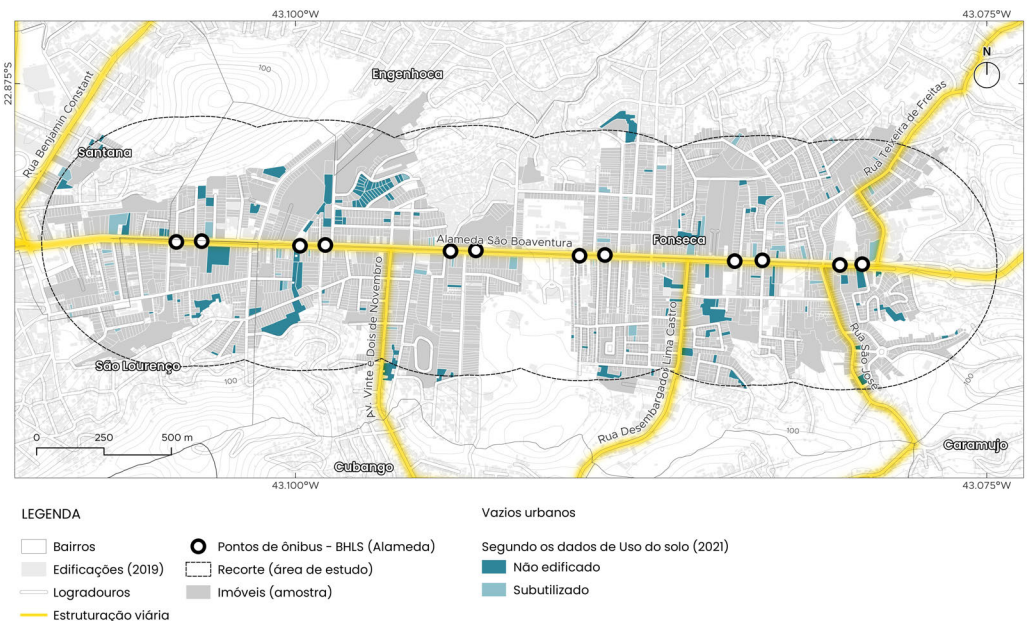 43.100°W
43.075°W
22.875°S
N
100
Engenhoca
Rua Benjamin Constant
Santana
Rua Teixeira de Freitas
Alameda São Boaventura
Fonseca
Av. Vinte e Dois de Novembro
Rua Desembargador Lima Castro
Rua São José
São Lourenço
100
100
100
0 250 500 m
Cubango
Caramujo
43.100°W
43.075°W
LEGENDA
Bairros
Edificações (2019)
Logradouros
Estruturação viária
Pontos de ônibus - BHLS (Alameda)
Recorte (área de estudo)
Imóveis (amostra)
Vazios urbanos
Segundo os dados de Uso do solo (2021)
Não edificado
Subutilizado